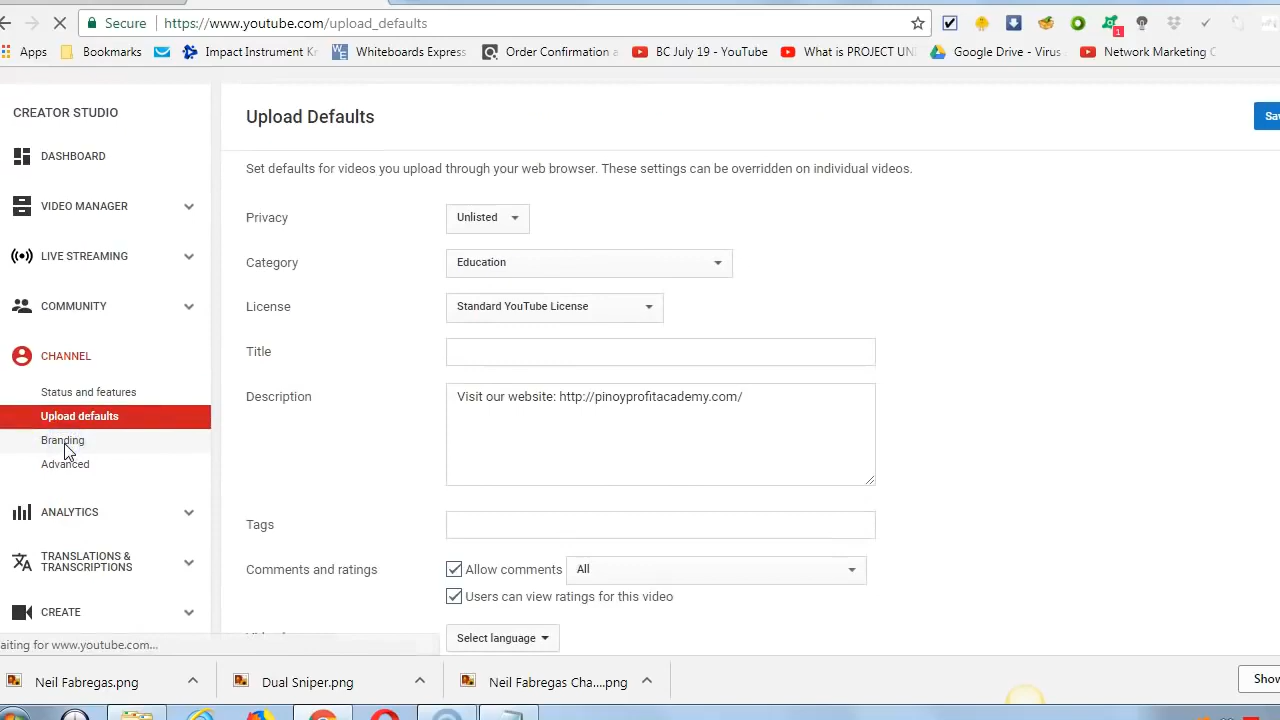 Secure
https://www.youtube.com/upload_defaults
1
Apps
Bookmarks
Impact Instrument Kr
Whiteboards Express
Order Confirmation a
BC July 19 - YouTube
What is PROJECT UNI
Google Drive - Virus
Network Marketing C
CREATOR STUDIO
DASHBOARD
VIDEO MANAGER
LIVE STREAMING
COMMUNITY
CHANNEL
Status and features
Upload defaults
Branding
Advanced
ANALYTICS
TRANSLATIONS &
TRANSCRIPTIONS
CREATE
Upload Defaults
Sav
Set defaults for videos you upload through your web browser. These settings can be overridden on individual videos.
Privacy
Unlisted
Category
Education
License
Standard YouTube License
Title
Description
Visit our website: http://pinoyprofitacademy.com/
Tags
Comments and ratings
Allow comments
All
Users can view ratings for this video
Select language
aiting for www.youtube.com...
Neil Fabregas.png
Dual Sniper.png
Neil Fabregas Cha....png
Show